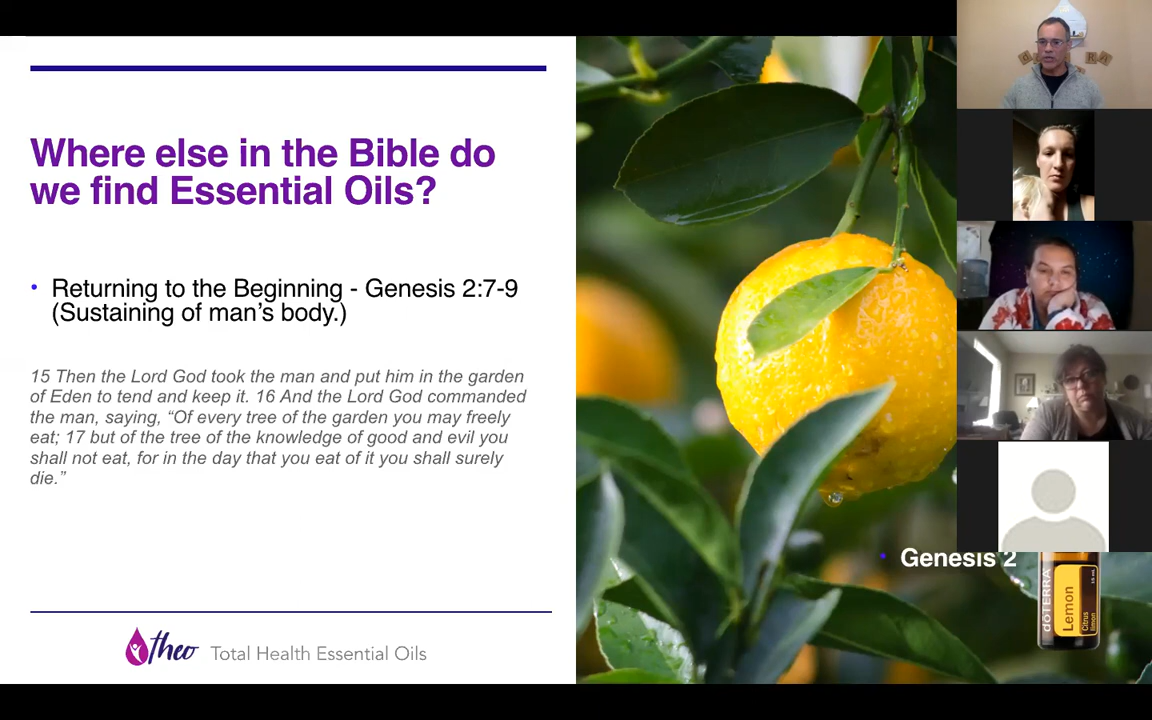 Where else in the Bible do
we find Essential Oils?
• Returning to the Beginning - Genesis 2:7-9
(Sustaining of man’s body.)
15 Then the Lord God took the man and put him in the garden
of Eden to tend and keep it. 16 And the Lord God commanded
the man, saying, “Of every tree of the garden you may freely
eat; 17 but of the tree of the knowledge of good and evil you
shall not eat, for in the day that you eat of it you shall surely
die.”
theo Total Health Essential Oils
• Genesis 2
dōTERRA
Lemon
Citrus
limon